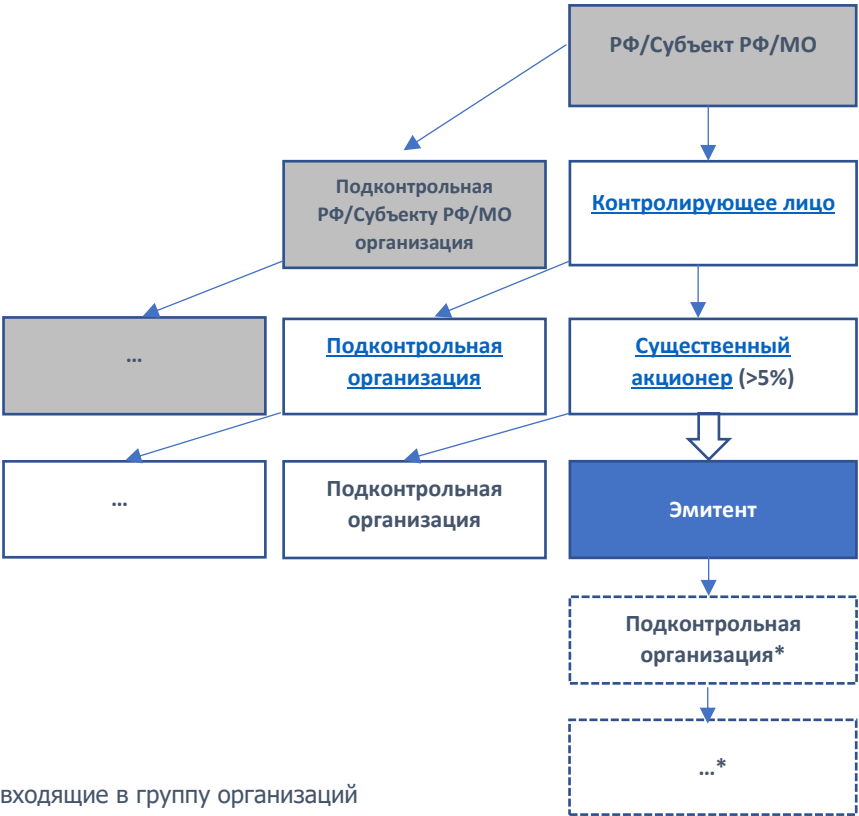 РФ/Субъект РФ/МО
Подконтрольная
РФ/Субъекту РФ/МО
организация
Контролирующее лицо
...
Подконтрольная
организация
Существенный
акционер (>5%)
...
Подконтрольная
организация
Эмитент
Подконтрольная
организация*
...*
входящие в группу организаций